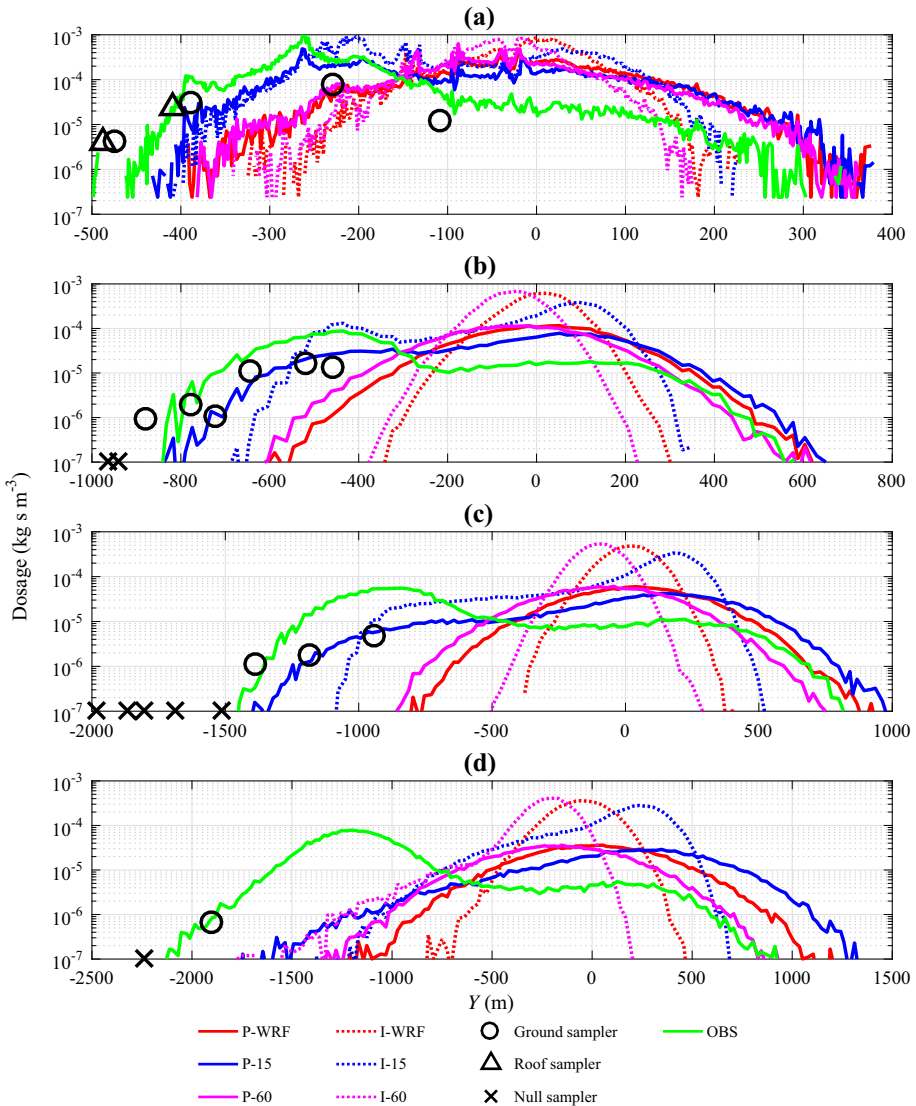 (a)
10^-3
10^-4
10^-5
10^-6
10^-7
-500 -400 -300 -200 -100 0 100 200 300 400
(b)
10^-3
10^-4
10^-5
10^-6
10^-7
-1000 -800 -600 -400 -200 0 200 400 600 800
Dosage (kg s m^-3)
(c)
10^-3
10^-4
10^-5
10^-6
10^-7
-2000 -1500 -1000 -500 0 500 1000
(d)
10^-3
10^-4
10^-5
10^-6
10^-7
-2500 -2000 -1500 -1000 -500 0 500 1000 1500
Y (m)
P-WRF I-WRF Ground sampler OBS
P-15 I-15 Roof sampler
P-60 I-60 Null sampler